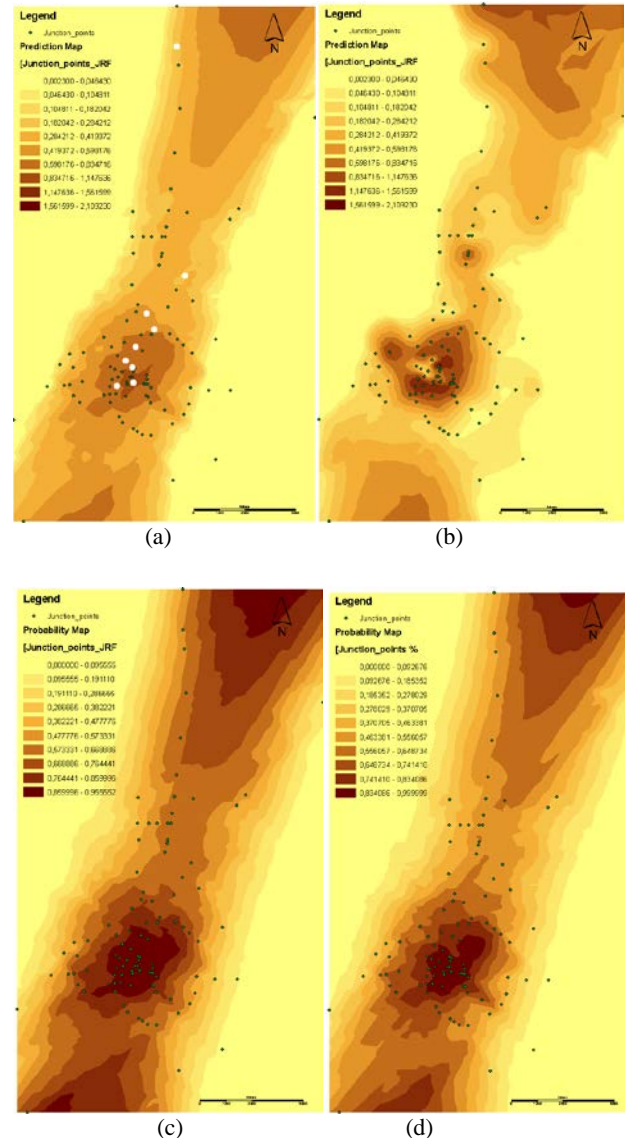 Legend
Junction_points
Prediction Map
[Junction_points_JRF
0,002300 - 0,046430
0,046430 - 0,104811
0,104811 - 0,182042
0,182042 - 0,284212
0,284212 - 0,419372
0,419372 - 0,598176
0,598176 - 0,834716
0,834716 - 1,147636
1,147636 - 1,561599
1,561599 - 2,109230
N
(a)
Legend
Junction_points
Prediction Map
[Junction_points_JRF
0,002300 - 0,046430
0,046430 - 0,104811
0,104811 - 0,182042
0,182042 - 0,284212
0,284212 - 0,419372
0,419372 - 0,598176
0,598176 - 0,834716
0,834716 - 1,147636
1,147636 - 1,561599
1,561599 - 2,109230
N
(b)
Legend
Junction_points
Probability Map
[Junction_points_JRF
0,000000 - 0,095555
0,095555 - 0,191110
0,191110 - 0,286666
0,286666 - 0,382221
0,382221 - 0,477776
0,477776 - 0,573331
0,573331 - 0,668886
0,668886 - 0,764441
0,764441 - 0,859996
0,859996 - 0,955552
N
(c)
Legend
Junction_points
Probability Map
[Junction_points %
0,000000 - 0,092676
0,092676 - 0,185352
0,185352 - 0,278029
0,278029 - 0,370705
0,370705 - 0,463381
0,463381 - 0,556057
0,556057 - 0,648734
0,648734 - 0,741410
0,741410 - 0,834086
0,834086 - 0,999999
N
(d)